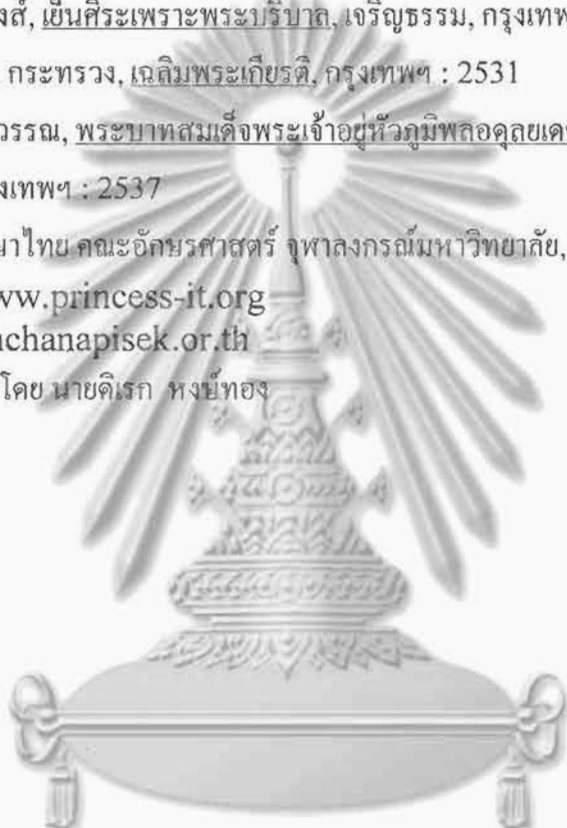 งส์, เย็นศิระเพราะพระบริบาล, เจริญธรรม, กรุงเทพ
กระทรวง, เฉลิมพระเกียรติ, กรุงเทพฯ : 2531
วรรณ, พระบาทสมเด็จพระเจ้าอยู่หัวภูมิพลอดุลยเดช
งเทพฯ : 2537
ษาไทย คณะอักษรศาสตร์ จุฬาลงกรณ์มหาวิทยาลัย,
ww.princess-it.org
nchanapisek.or.th
โดย นายดิเรก หงษ์ทอง